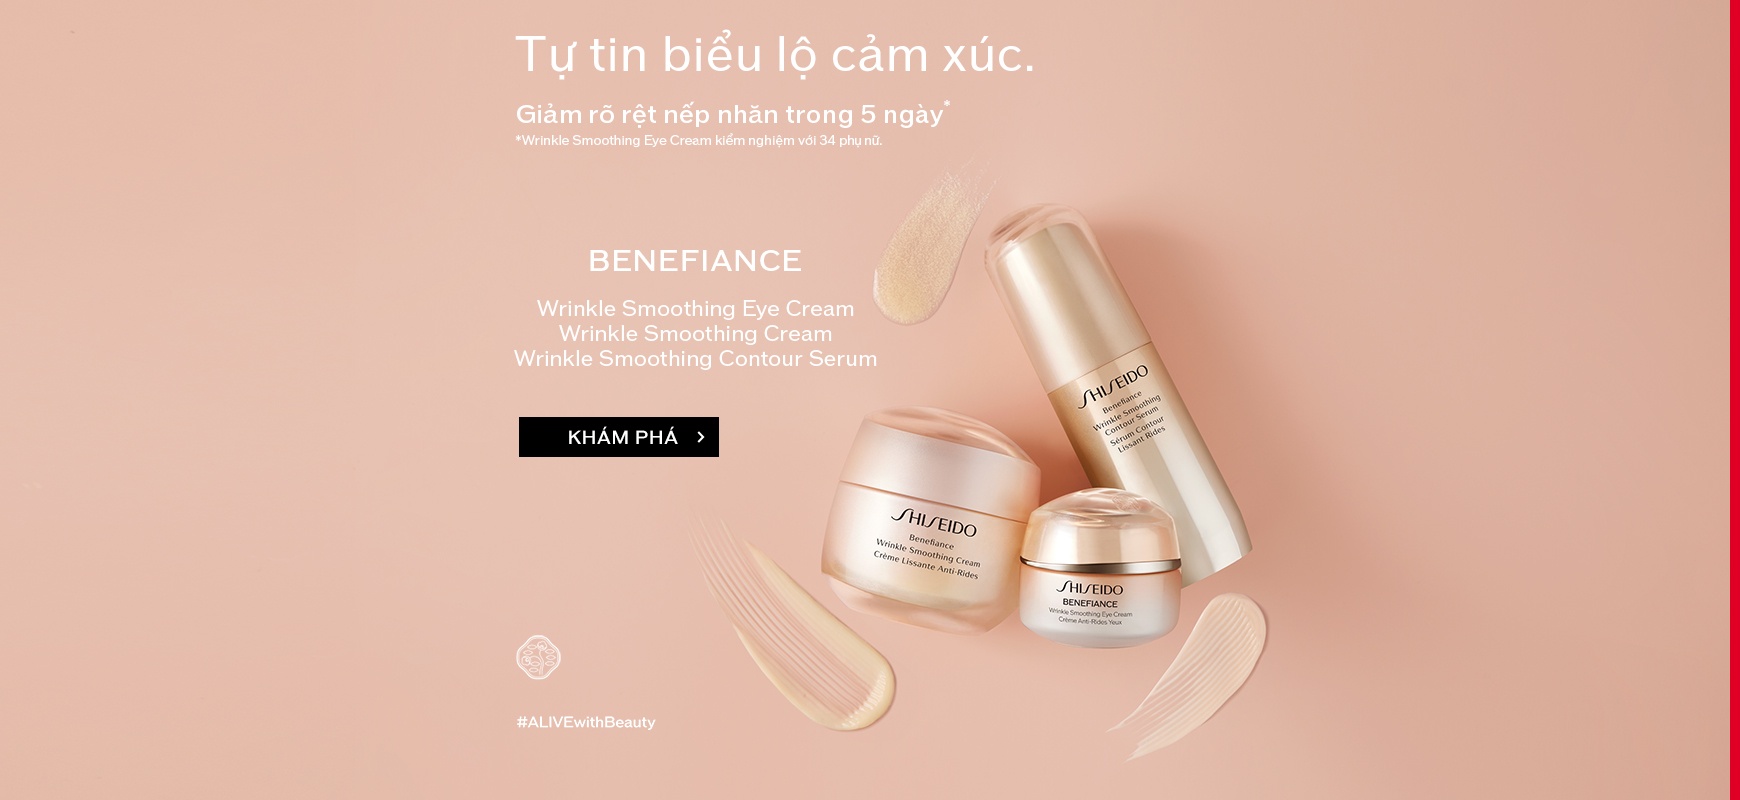 Tự tin biểu lộ cảm xúc.
Giảm rõ rệt nếp nhăn trong 5 ngày*
*Wrinkle Smoothing Eye Cream kiểm nghiệm với 34 phụ nữ.
BENEFIANCE
Wrinkle Smoothing Eye Cream
Wrinkle Smoothing Cream
Wrinkle Smoothing Contour Serum
KHÁM PHÁ
SHISEIDO
Benefiance
Wrinkle Smoothing
Contour Serum
Sérum Contour
Lissant Rides
SHISEIDO
Benefiance
Wrinkle Smoothing Cream
Crème Lissante Anti-Rides
SHISEIDO
BENEFIANCE
Wrinkle Smoothing Eye Cream
Crème Anti-Rides Yeux
#ALIVEwithBeauty